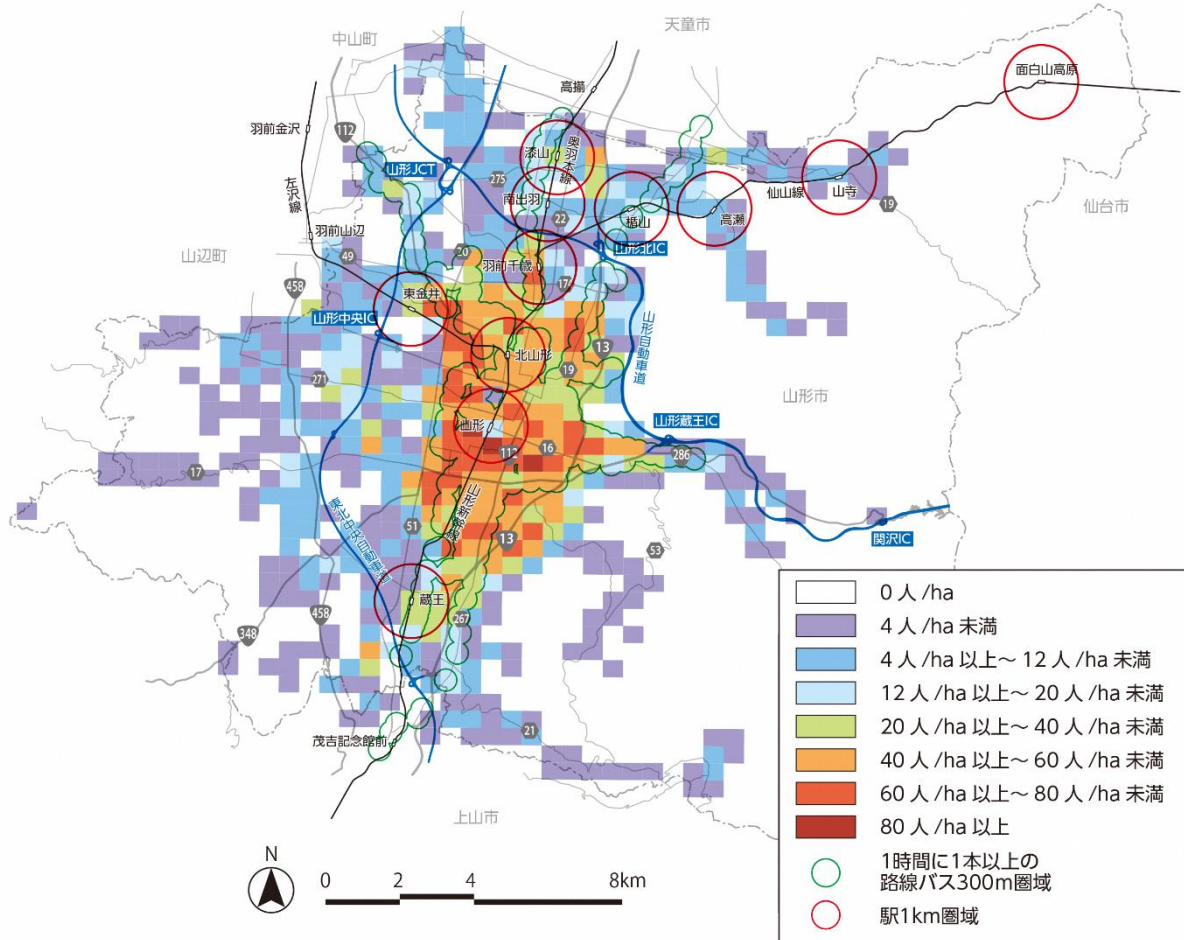 天童市
中山町
面白山高原
高擶
羽前金沢
112
漆山
奥羽本線
山形JCT
275
左沢線
南出羽
仙山線
山寺
楯山
高瀬
19
仙台市
22
羽前山辺
山形北IC
20
49
羽前千歳
山辺町
174
458
東金井
山形中央IC
山形自動車道
13
北山形
19
271
山形市
山形
山形蔵王IC
112
16
286
17
山形新幹線
51
13
東北中央自動車道
関沢IC
53
蔵王
458
267
348
21
茂吉記念館前
上山市
N
0 2 4 8km
0人/ha
4人/ha未満
4人/ha以上～12人/ha未満
12人/ha以上～20人/ha未満
20人/ha以上～40人/ha未満
40人/ha以上～60人/ha未満
60人/ha以上～80人/ha未満
80人/ha以上
1時間に1本以上の
路線バス300m圏域
駅1km圏域